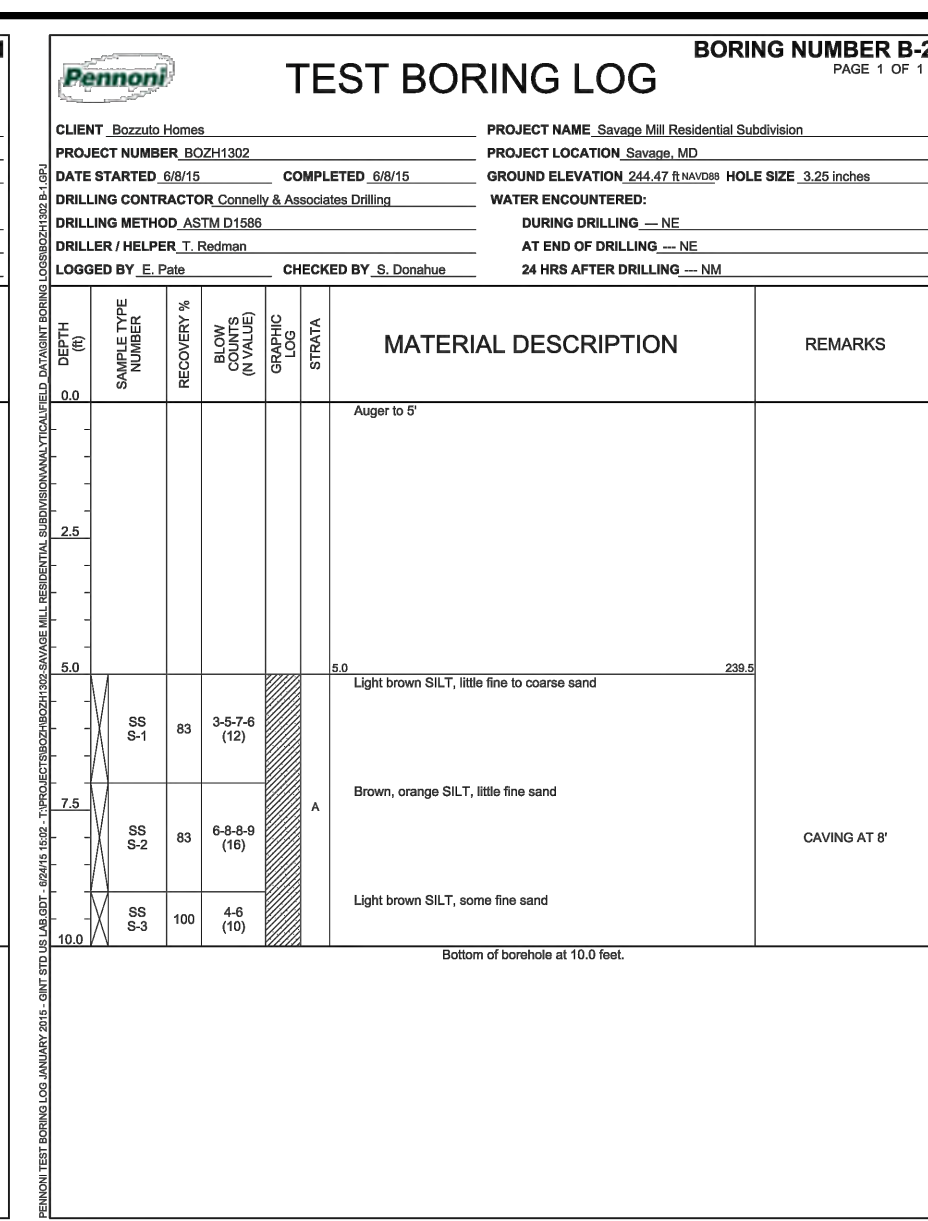 BORING NUMBER B-2
PAGE 1 OF 1
Pennoni
TEST BORING LOG
CLIENT Bozzuto Homes
PROJECT NAME Savage Mill Residential Subdivision
PROJECT NUMBER BOZH1302
PROJECT LOCATION Savage, MD
DATE STARTED 6/8/15 COMPLETED 6/8/15
GROUND ELEVATION 244.47 ft NAVD88 HOLE SIZE 3.25 inches
DRILLING CONTRACTOR Connelly & Associates Drilling
WATER ENCOUNTERED:
DRILLING METHOD ASTM D1586
DURING DRILLING --- NE
DRILLER / HELPER T. Redman
AT END OF DRILLING --- NE
LOGGED BY E. Pate CHECKED BY S. Donahue
24 HRS AFTER DRILLING --- NM
DEPTH
(ft)
SAMPLE TYPE
NUMBER
RECOVERY %
BLOW
COUNTS
(N VALUE)
GRAPHIC
LOG
STRATA
MATERIAL DESCRIPTION
REMARKS
0.0
Auger to 5'
2.5
5.0
5.0 239.5
Light brown SILT, little fine to coarse sand
SS
S-1
83
3-5-7-6
(12)
Brown, orange SILT, little fine sand
7.5
A
SS
S-2
83
6-8-8-9
(16)
CAVING AT 8'
Light brown SILT, some fine sand
SS
S-3
100
4-6
(10)
10.0
Bottom of borehole at 10.0 feet.
PENNONI TEST BORING LOG JANUARY 2015 - GINT STD US LAB.GDT - 6/24/15 15:02 - T:\PROJECTS\BOZH\BOZH1302-SAVAGE MILL RESIDENTIAL SUBDIVISION\ANALYTICAL\FIELD_DATA\GINT BORING LOGS\BOZH1302 B-1.GPJ